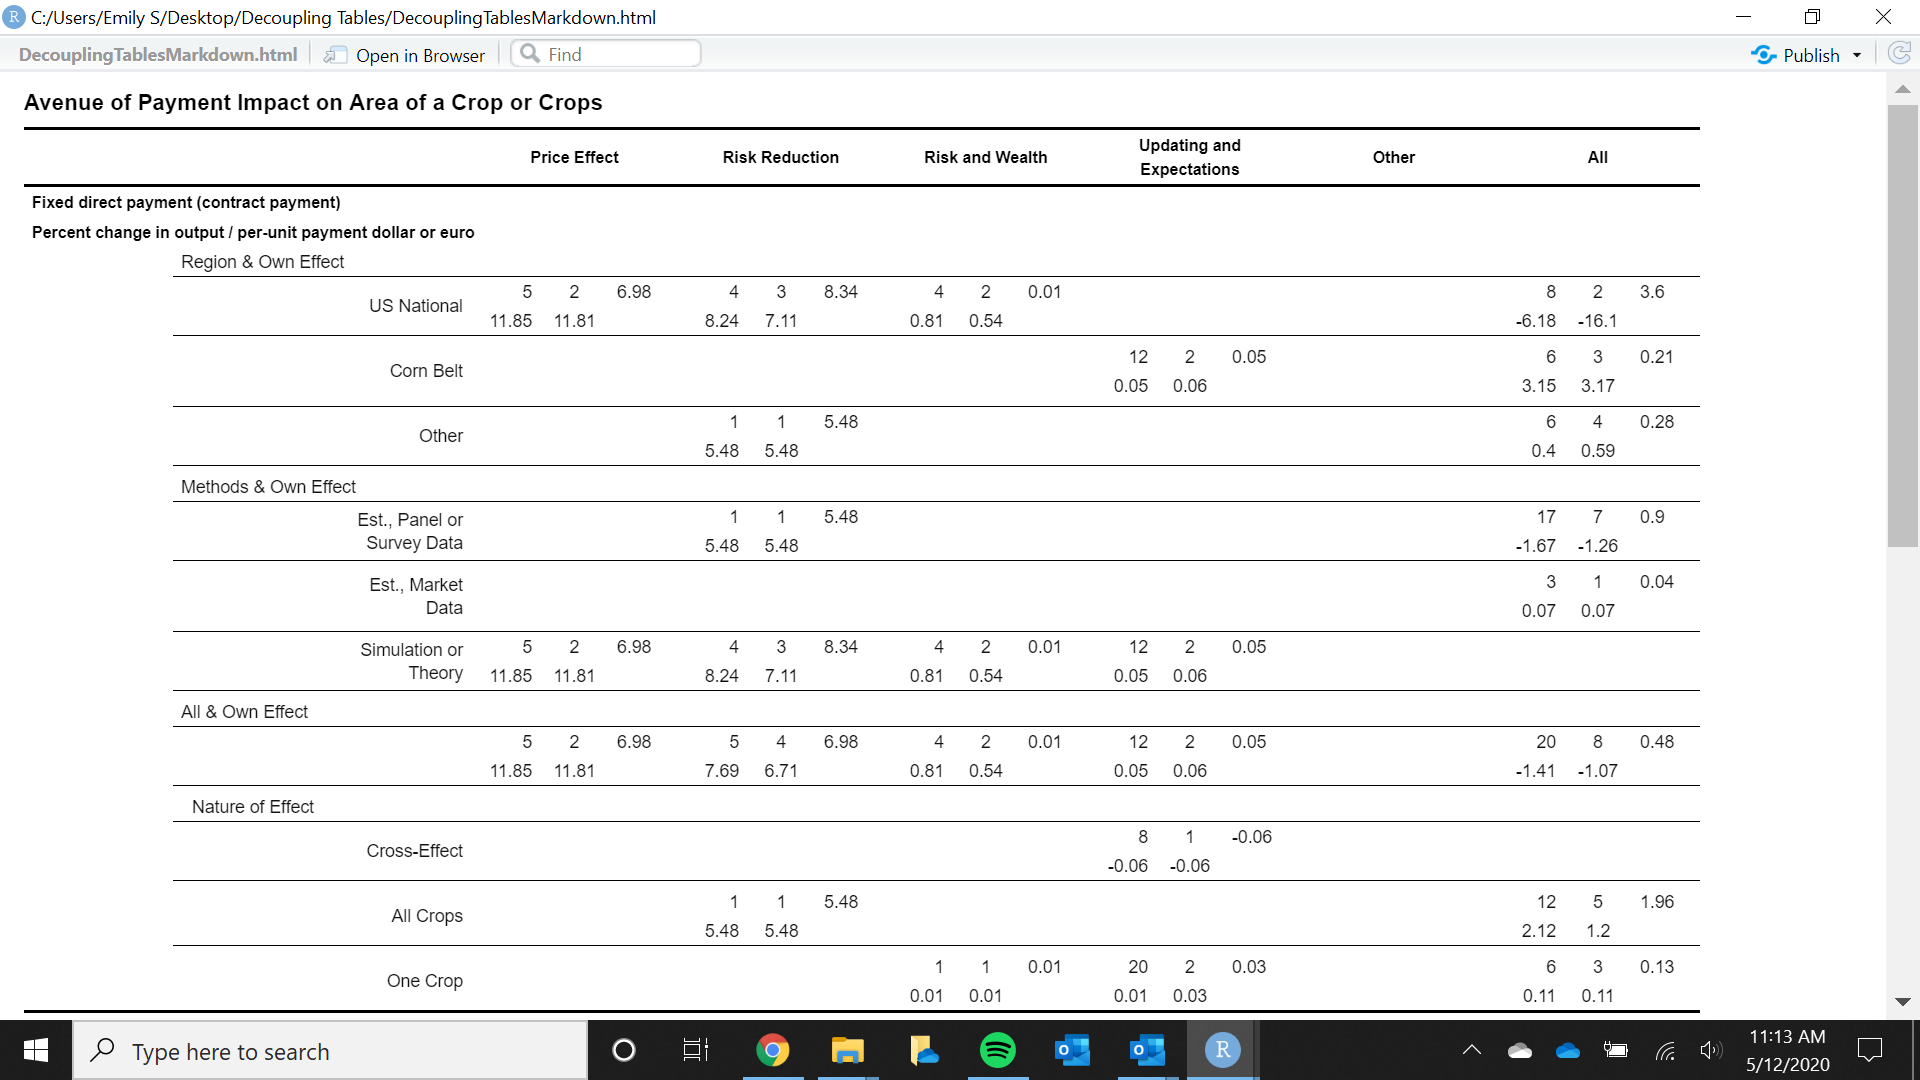 C:/Users/Emily S/Desktop/Decoupling Tables/DecouplingTablesMarkdown.html
DecouplingTablesMarkdown.html Open in Browser Find Publish
Avenue of Payment Impact on Area of a Crop or Crops
Price Effect Risk Reduction Risk and Wealth Updating and Expectations Other All
Fixed direct payment (contract payment)
Percent change in output / per-unit payment dollar or euro
Region & Own Effect
US National
5 2 6.98 4 3 8.34 4 2 0.01 8 2 3.6
11.85 11.81 8.24 7.11 0.81 0.54 -6.18 -16.1
Corn Belt
12 2 0.05 6 3 0.21
0.05 0.06 3.15 3.17
Other
1 1 5.48 6 4 0.28
5.48 5.48 0.4 0.59
Methods & Own Effect
Est., Panel or
Survey Data
1 1 5.48 17 7 0.9
5.48 5.48 -1.67 -1.26
Est., Market
Data
3 1 0.04
0.07 0.07
Simulation or
Theory
5 2 6.98 4 3 8.34 4 2 0.01 12 2 0.05
11.85 11.81 8.24 7.11 0.81 0.54 0.05 0.06
All & Own Effect
5 2 6.98 5 4 6.98 4 2 0.01 12 2 0.05 20 8 0.48
11.85 11.81 7.69 6.71 0.81 0.54 0.05 0.06 -1.41 -1.07
Nature of Effect
Cross-Effect
8 1 -0.06
-0.06 -0.06
All Crops
1 1 5.48 12 5 1.96
5.48 5.48 2.12 1.2
One Crop
1 1 0.01 20 2 0.03 6 3 0.13
0.01 0.01 0.01 0.03 0.11 0.11
Type here to search
11:13 AM
5/12/2020